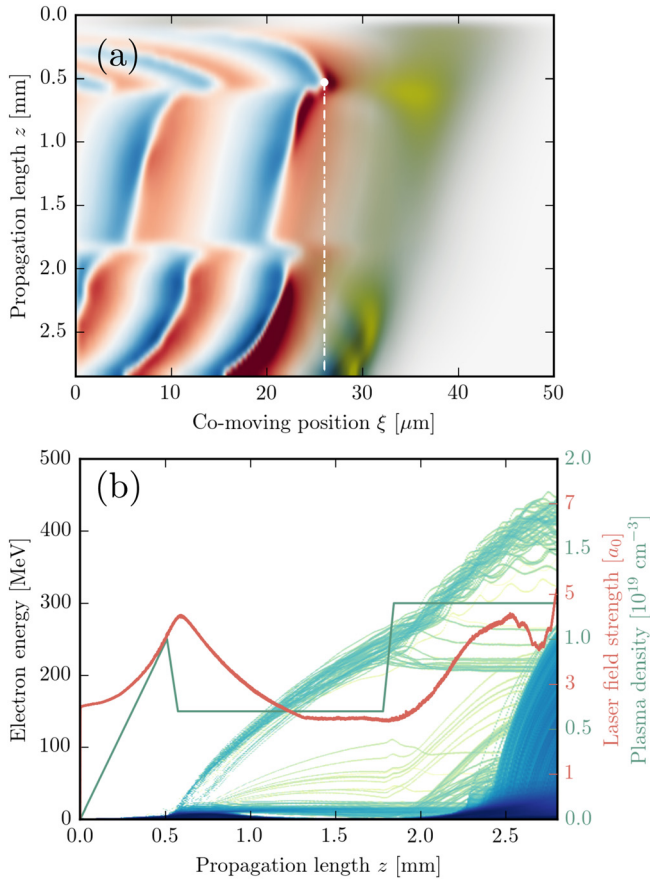 (a)
0.0
0.5
1.0
1.5
2.0
2.5
Propagation length z [mm]
0 10 20 30 40 50
Co-moving position ξ [μm]
(b)
500
400
300
200
100
0
Electron energy [MeV]
0.0 0.5 1.0 1.5 2.0 2.5
Propagation length z [mm]
7
5
3
1
Laser field strength [a₀]
2.0
1.5
1.0
0.5
0.0
Plasma density [10¹⁹ cm⁻³]